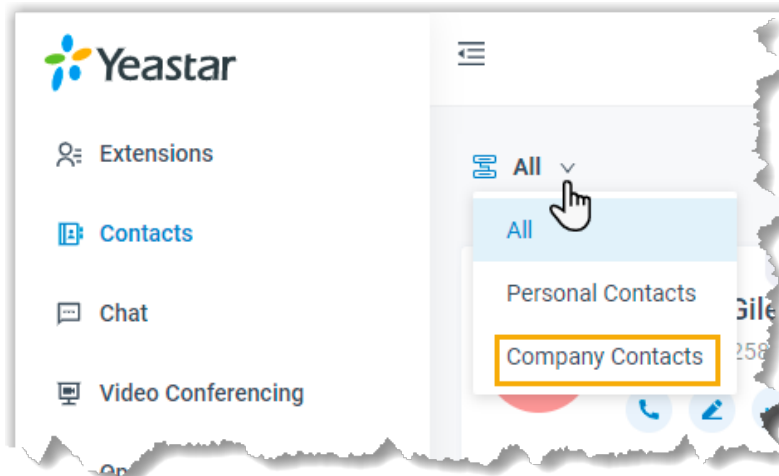 Yeastar
Extensions
Contacts
Chat
Video Conferencing
All
All
Personal Contacts
Company Contacts